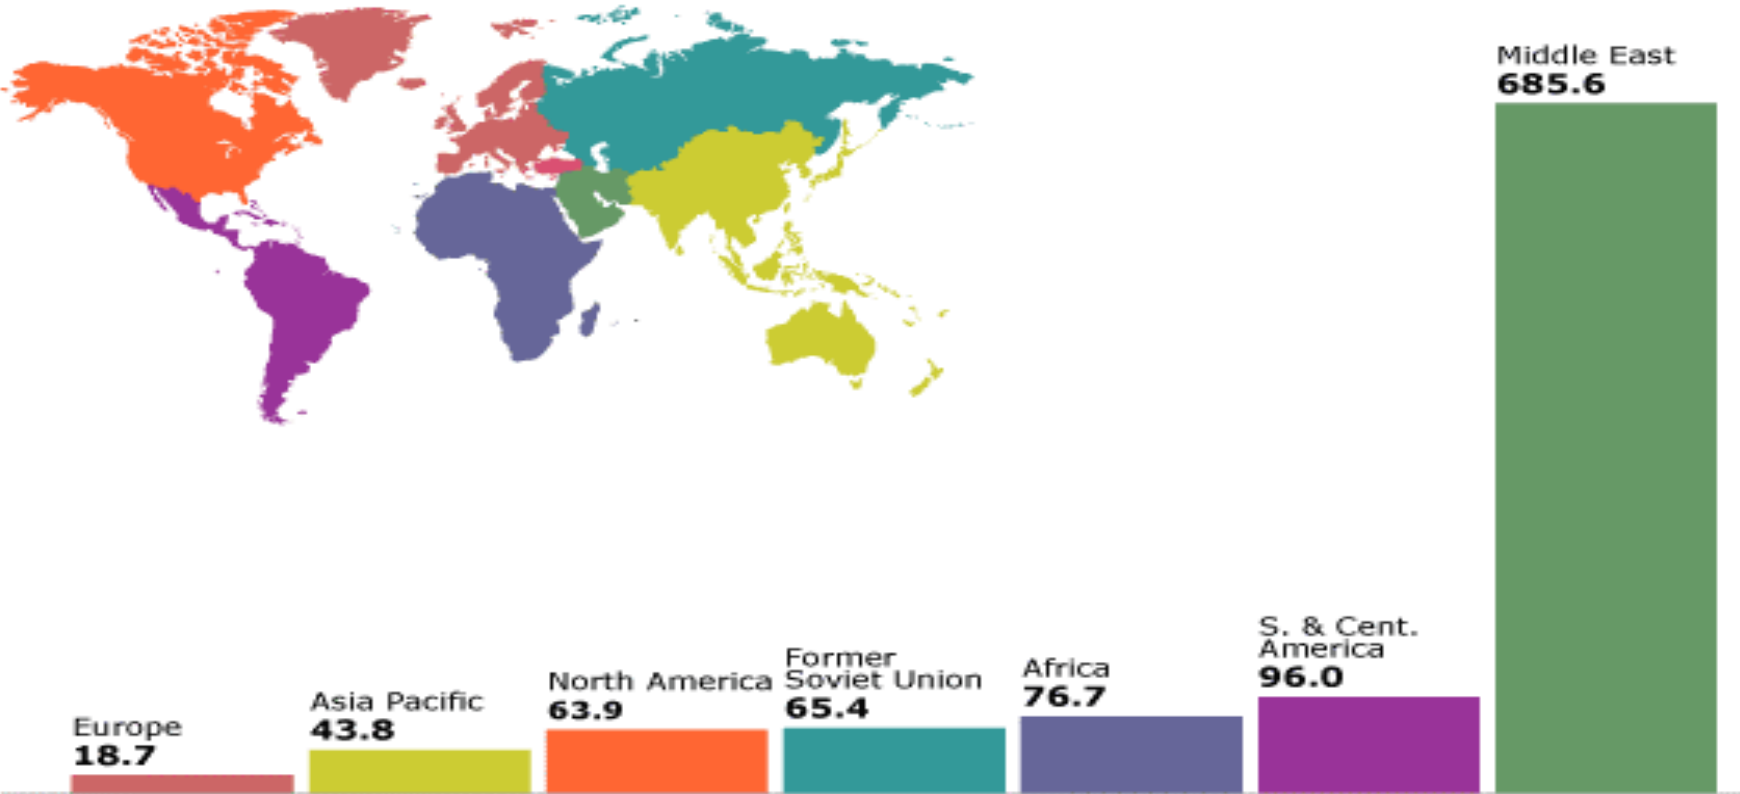 Europe
18.7
Asia Pacific
43.8
North America
63.9
Former
Soviet Union
65.4
Africa
76.7
S. & Cent.
America
96.0
Middle East
685.6